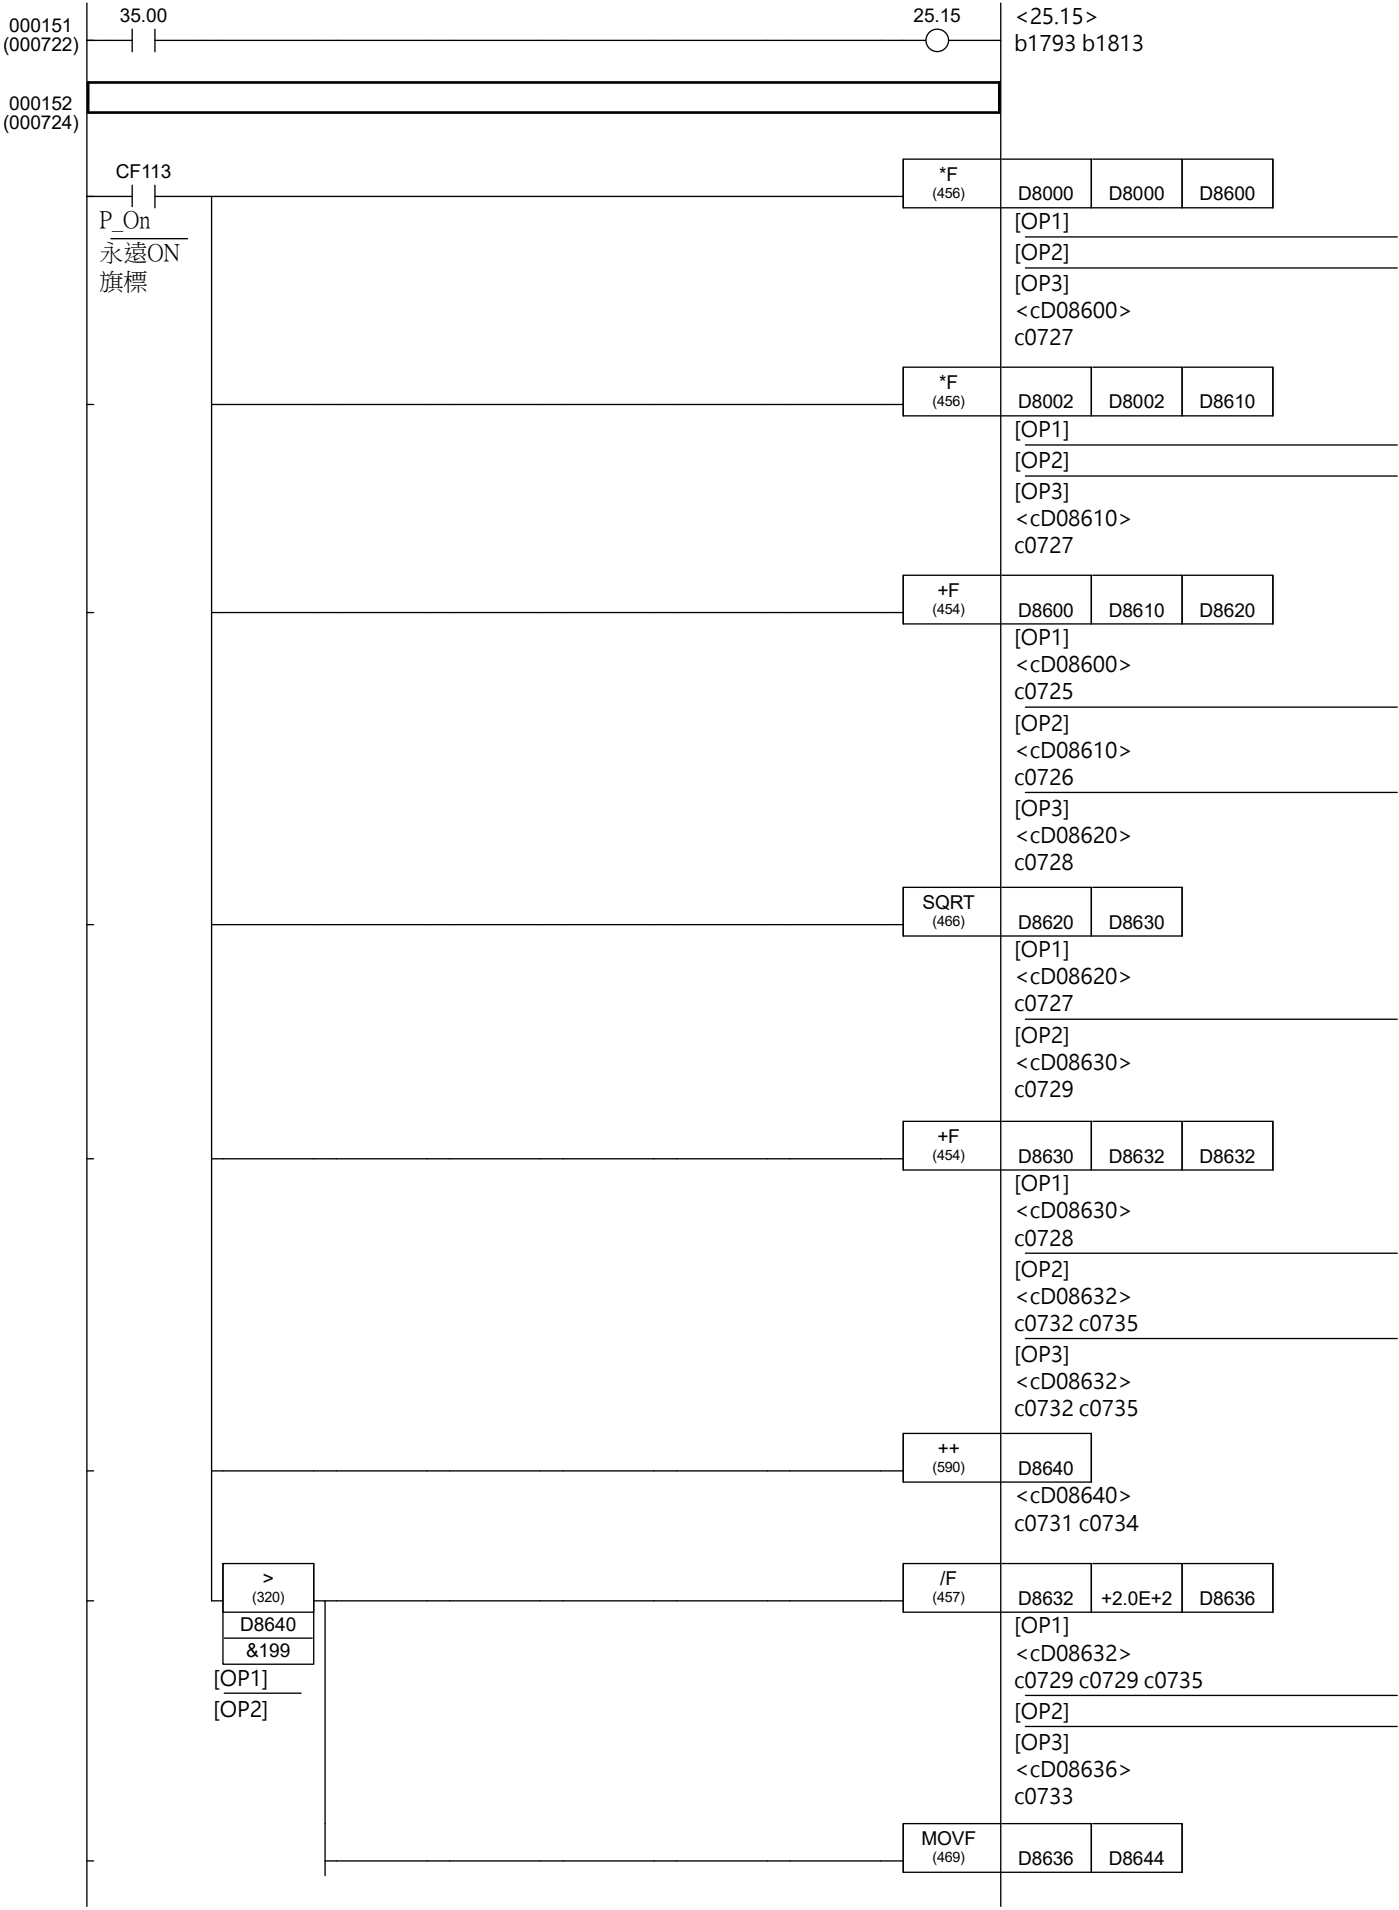 000151
(000722)
35.00
25.15
<25.15>
b1793 b1813
000152
(000724)
CF113
P_On
永遠ON
旗標
*F
(456)
D8000 D8000 D8600
[OP1]
[OP2]
[OP3]
<cD08600>
c0727
*F
(456)
D8002 D8002 D8610
[OP1]
[OP2]
[OP3]
<cD08610>
c0727
+F
(454)
D8600 D8610 D8620
[OP1]
<cD08600>
c0725
[OP2]
<cD08610>
c0726
[OP3]
<cD08620>
c0728
SQRT
(466)
D8620 D8630
[OP1]
<cD08620>
c0727
[OP2]
<cD08630>
c0729
+F
(454)
D8630 D8632 D8632
[OP1]
<cD08630>
c0728
[OP2]
<cD08632>
c0732 c0735
[OP3]
<cD08632>
c0732 c0735
++
(590)
D8640
<cD08640>
c0731 c0734
>
(320)
D8640
&199
[OP1]
[OP2]
/F
(457)
D8632 +2.0E+2 D8636
[OP1]
<cD08632>
c0729 c0729 c0735
[OP2]
[OP3]
<cD08636>
c0733
MOVF
(469)
D8636 D8644